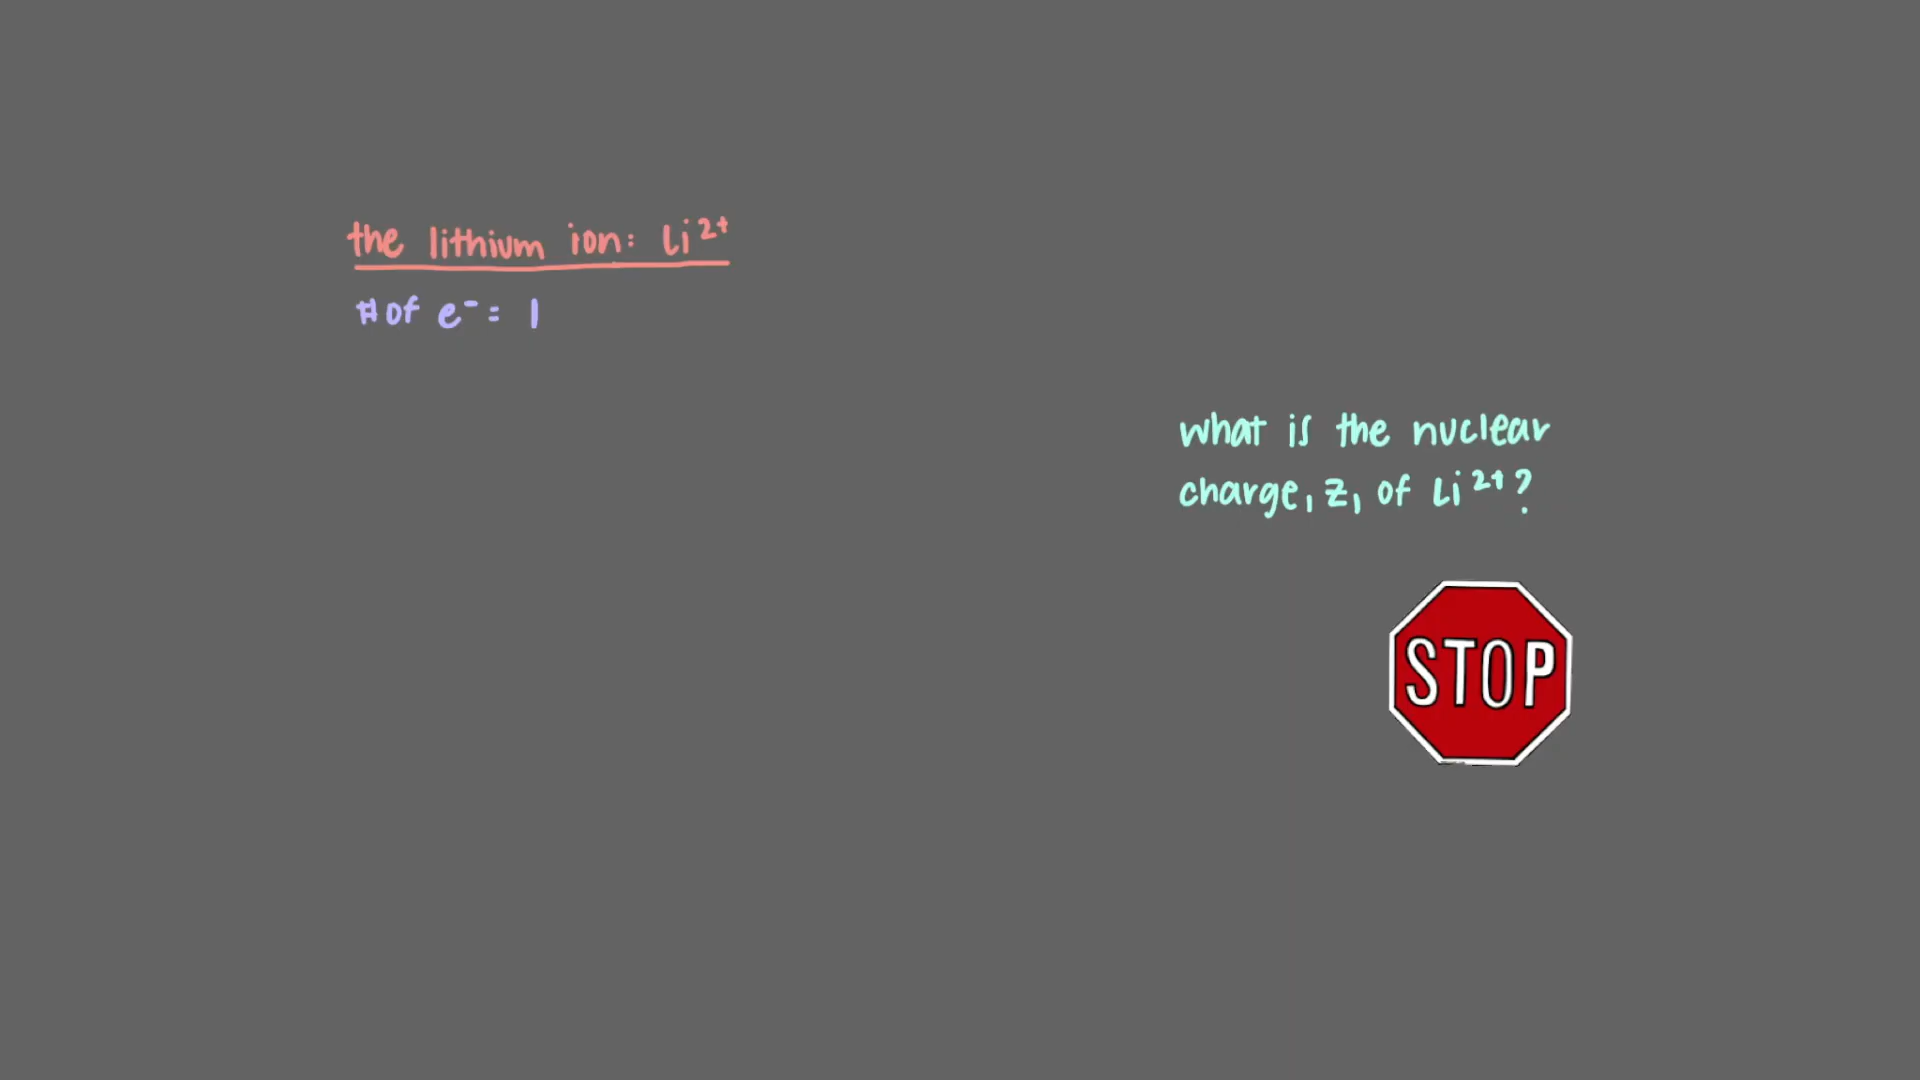 the lithium ion: Li²⁺
# of e⁻ = 1
what is the nuclear
charge, Z, of Li²⁺?
STOP